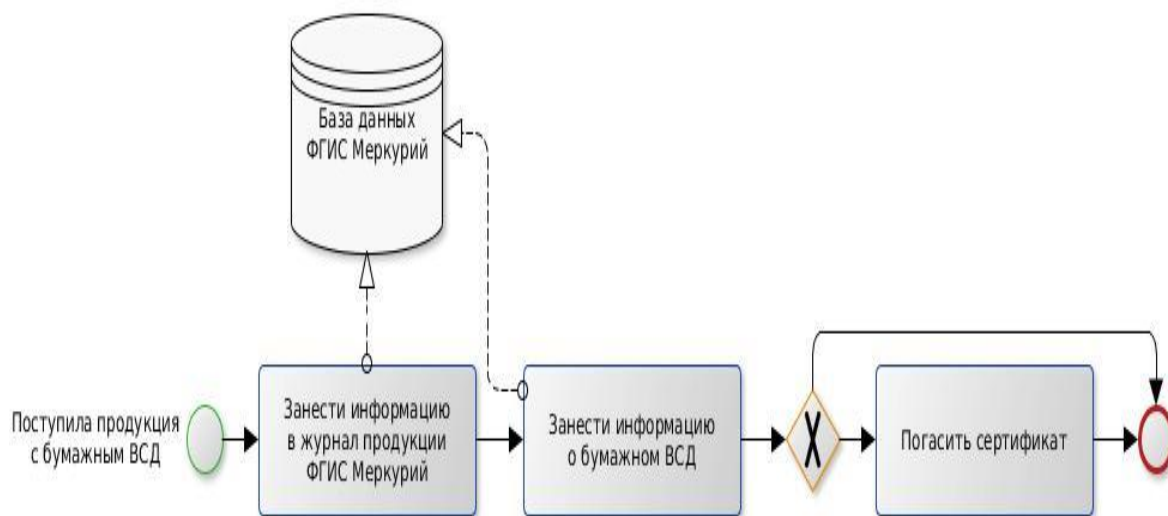 База данных
ФГИС Меркурий
Поступила продукция
с бумажным ВСД
Занести информацию
в журнал продукции
ФГИС Меркурий
Занести информацию
о бумажном ВСД
X
Погасить сертификат